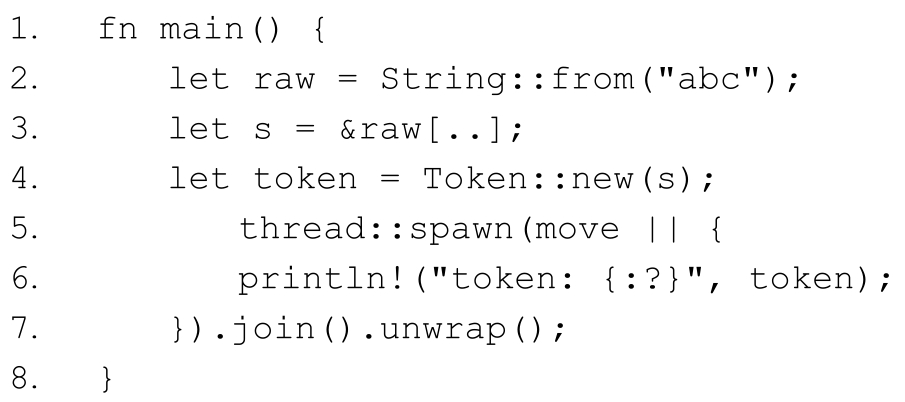 1. fn main() {
2. let raw = String::from("abc");
3. let s = &raw[..];
4. let token = Token::new(s);
5. thread::spawn(move || {
6. println!("token: {:?}", token);
7. }).join().unwrap();
8. }